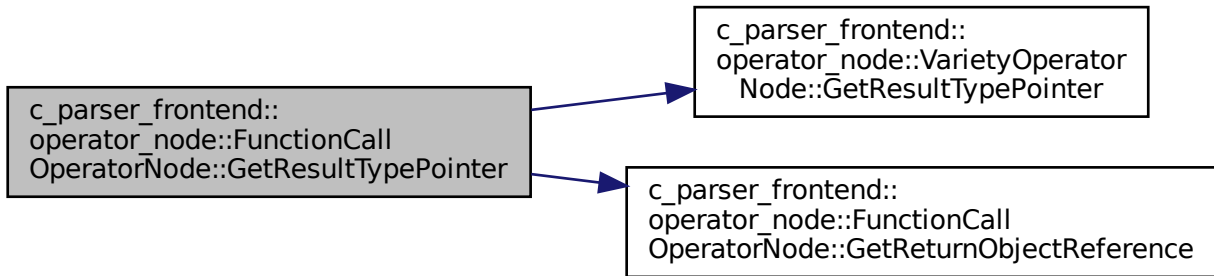 c_parser_frontend::
operator_node::FunctionCall
OperatorNode::GetResultTypePointer
c_parser_frontend::
operator_node::VarietyOperator
Node::GetResultTypePointer
c_parser_frontend::
operator_node::FunctionCall
OperatorNode::GetReturnObjectReference